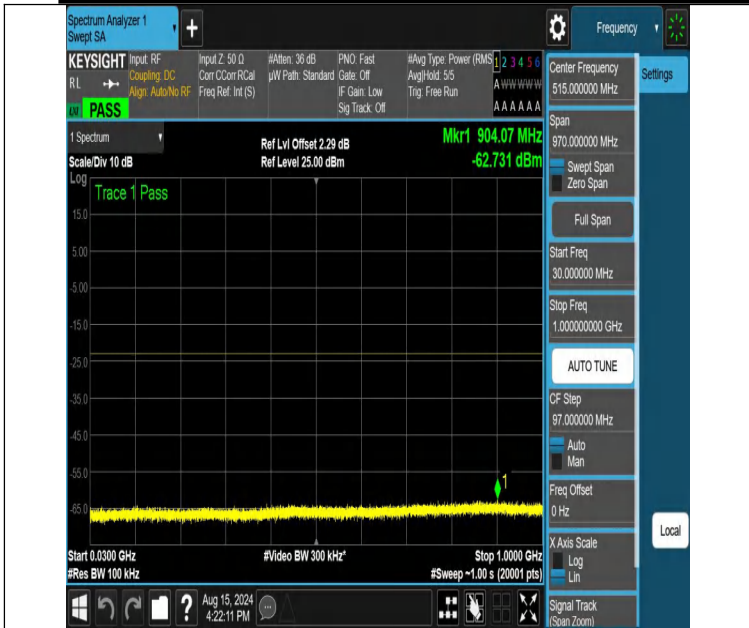 Spectrum Analyzer 1
Swept SA
+
Frequency
KEYSIGHT
RL
LXI
PASS
Input: RF
Coupling: DC
Align: Auto/No RF
Input Z: 50 Ω
Corr CCorr RCal
Freq Ref: Int (S)
#Atten: 36 dB
µW Path: Standard
PNO: Fast
Gate: Off
IF Gain: Low
Sig Track: Off
#Avg Type: Power (RMS
Avg|Hold: 5/5
Trig: Free Run
1 2 3 4 5 6
A W W W W W
A A A A A A
Center Frequency
515.000000 MHz
Settings
1 Spectrum
Scale/Div 10 dB
Ref Lvl Offset 2.29 dB
Ref Level 25.00 dBm
Mkr1 904.07 MHz
-62.731 dBm
Span
970.000000 MHz
Swept Span
Zero Span
Full Span
Start Freq
30.000000 MHz
Stop Freq
1.000000000 GHz
AUTO TUNE
CF Step
97.000000 MHz
Auto
Man
Freq Offset
0 Hz
X Axis Scale
Log
Lin
Signal Track
(Span Zoom)
Local
Log
Trace 1 Pass
15.0
5.00
-5.00
-15.0
-25.0
-35.0
-45.0
-55.0
-65.0
1
Start 0.0300 GHz
#Res BW 100 kHz
#Video BW 300 kHz*
Stop 1.0000 GHz
#Sweep ~1.00 s (20001 pts)
?
Aug 15, 2024
4:22:11 PM